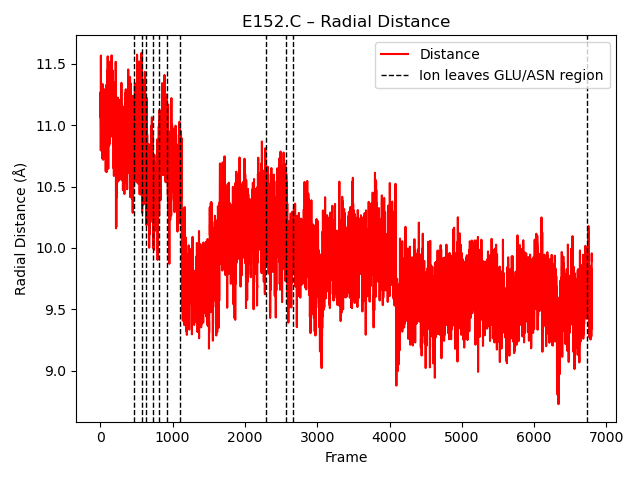 E152.C – Radial Distance
Distance
Ion leaves GLU/ASN region
Radial Distance (Å)
11.5
11.0
10.5
10.0
9.5
9.0
0 1000 2000 3000 4000 5000 6000 7000
Frame